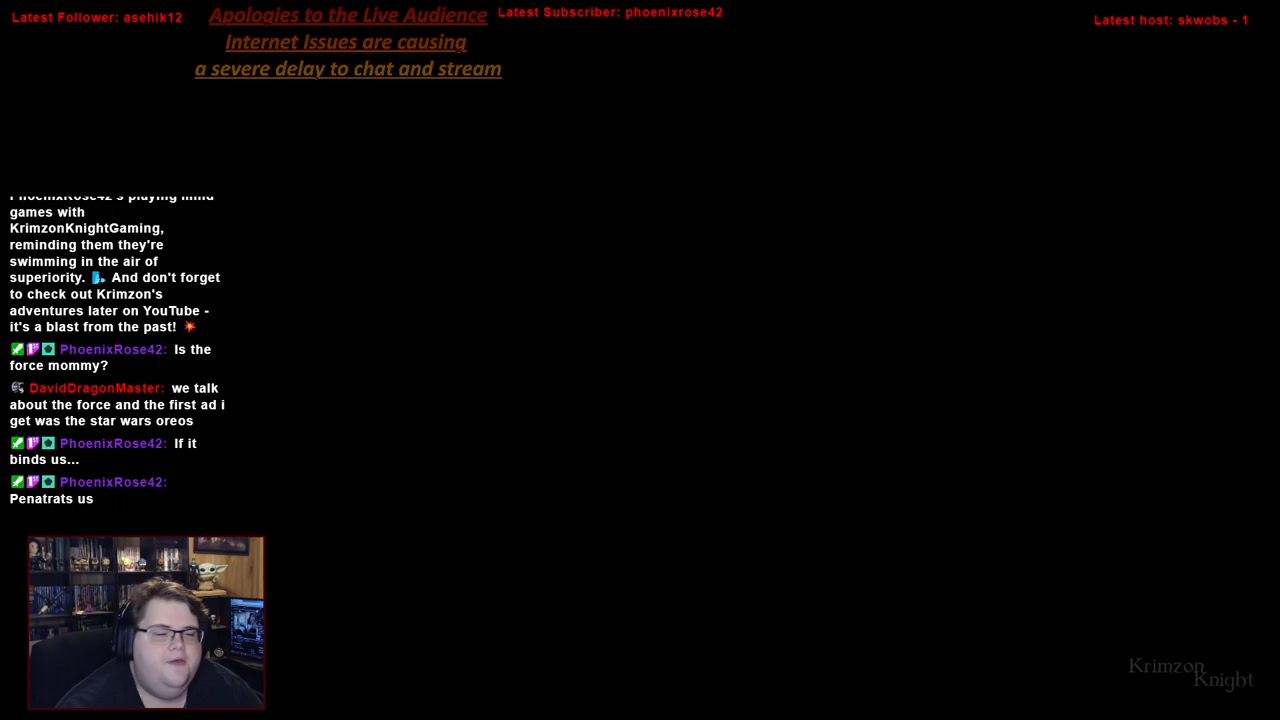 Latest Follower: asehik12
Apologies to the Live Audience
Internet Issues are causing
a severe delay to chat and stream
Latest Subscriber: phoenixrose42
Latest host: skwobs - 1
PhoenixRose42's playing mind
games with
KrimzonKnightGaming,
reminding them they're
swimming in the air of
superiority. 🌬️ And don't forget
to check out Krimzon's
adventures later on YouTube -
it's a blast from the past! 💥
PhoenixRose42: Is the
force mommy?
DavidDragonMaster: we talk
about the force and the first ad i
get was the star wars oreos
PhoenixRose42: If it
binds us...
PhoenixRose42:
Penatrats us
Krimzon
Knight